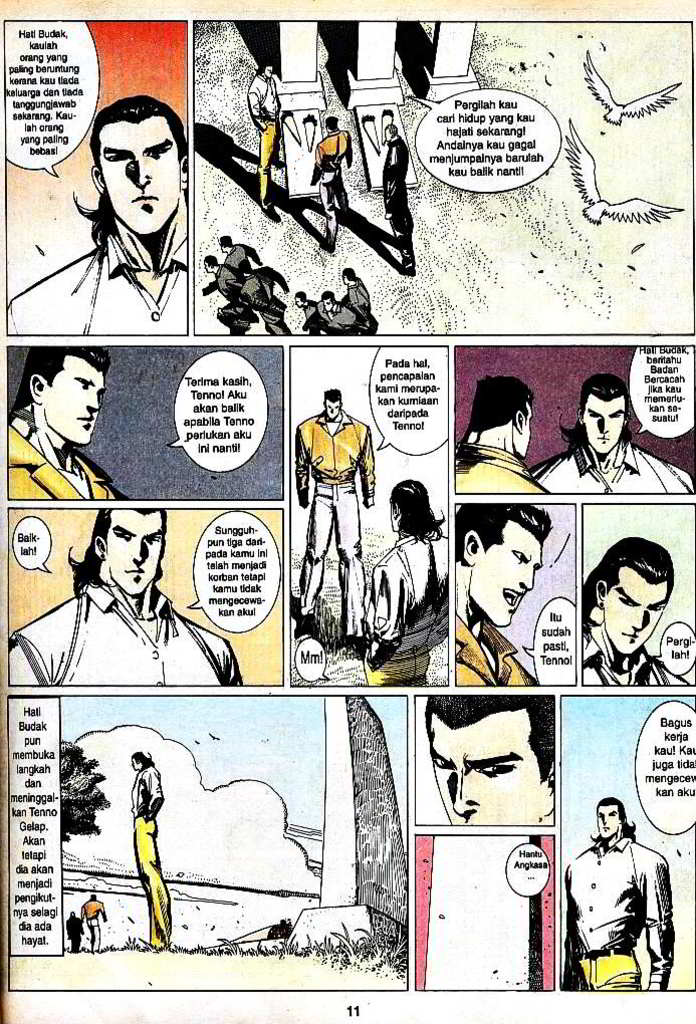 Hati Budak,
kaulah
orang yang
paling beruntung
kerana kau tiada
keluarga dan tiada
tanggungjawab
sekarang. Kau-
lah orang
yang paling
bebas!
Pergilah kau
cari hidup yang kau
hajati sekarang!
Andainya kau gagal
menjumpainya barulah
kau balik nanti!
Terima kasih,
Tenno! Aku
akan balik
apabila Tenno
perlukan aku
ini nanti!
Pada hal,
pencapaian
kami merupa-
kan kurniaan
daripada
Tenno!
Mm!
Hati Budak,
beritahu
Badan
Bercacah
jika kau
memerlu-
kan se-
suatu!
Baik-
lah!
Sungguh-
pun tiga dari-
pada kamu ini
telah menjadi
korban tetapi
kamu tidak
mengecewa-
kan aku!
Itu
sudah
pasti,
Tenno!
Pergi-
lah!
Hati
Budak
pun
membuka
langkah
dan
meninggal-
kan Tenno
Gelap.
Akan
tetapi
dia akan
menjadi
pengikut-
nya selagi
dia ada
hayat.
Hantu
Angkasa
...
Bagus
kerja
kau! Kau
juga tida
mengecew
kan aku
11